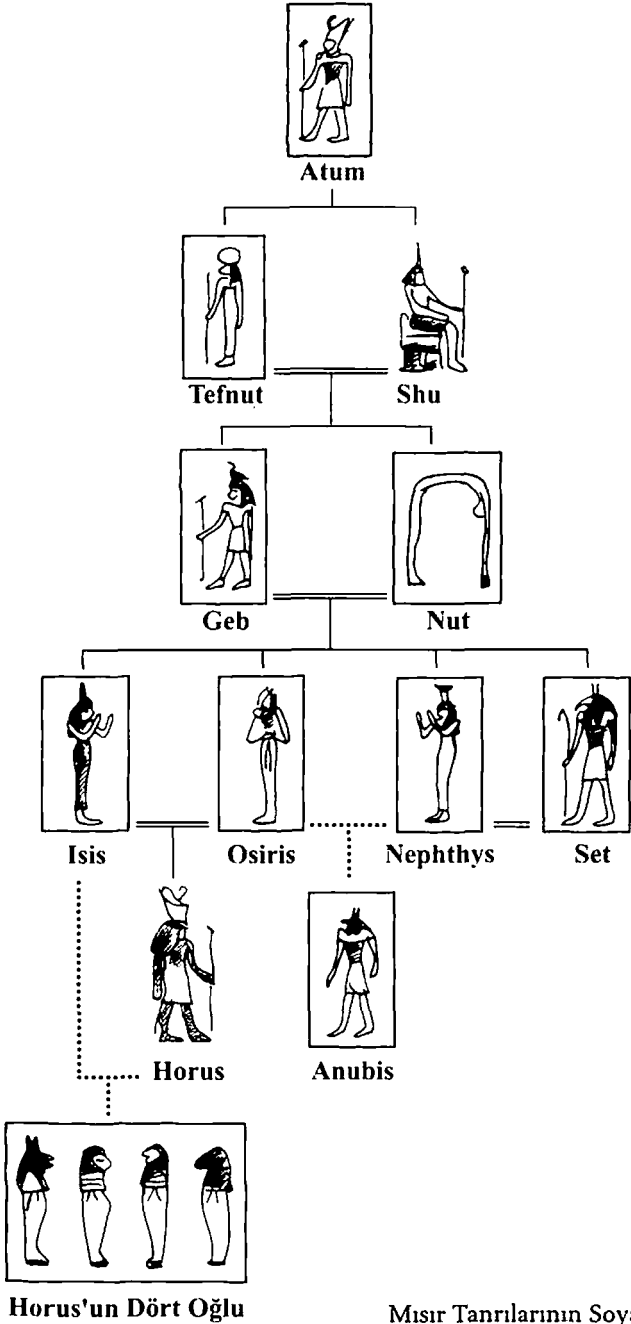 Atum
Tefnut Shu
Geb Nut
Isis Osiris Nephthys Set
Horus Anubis
Horus'un Dört Oğlu
Mısır Tanrılarının